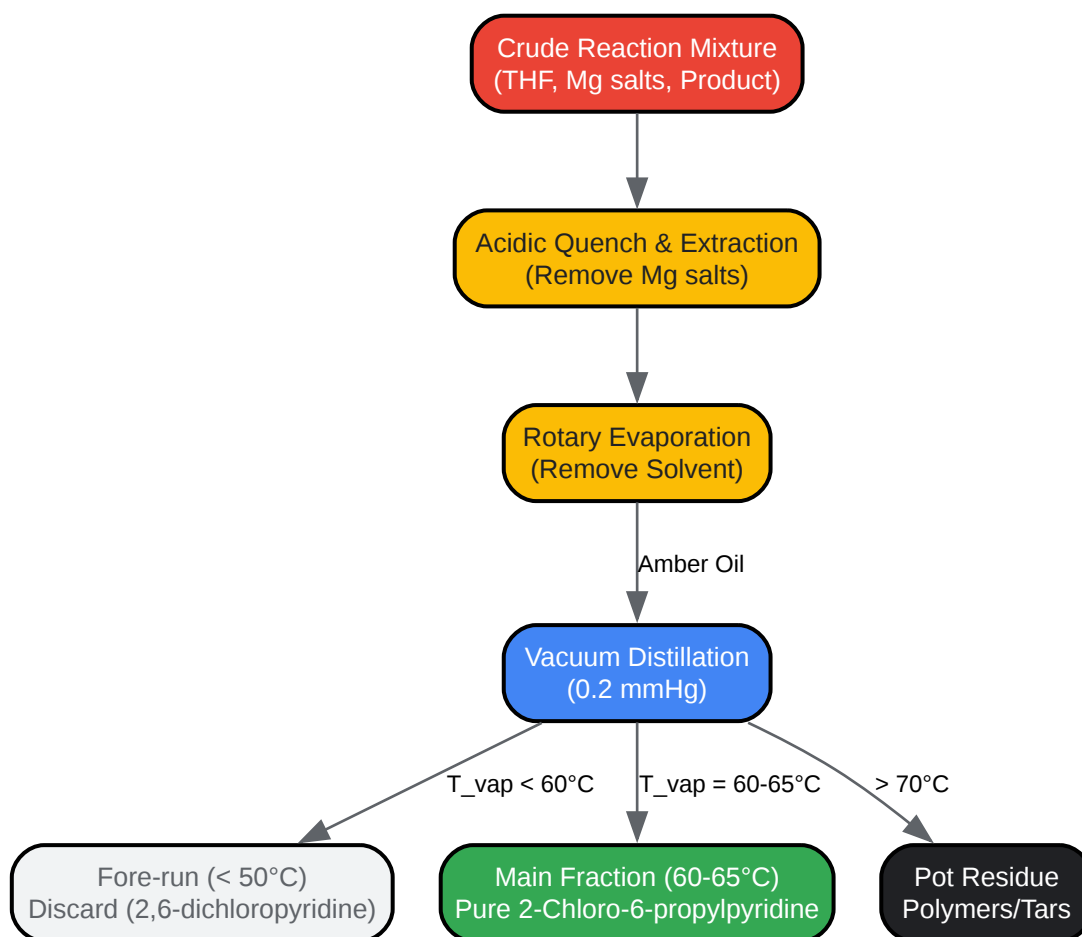 Crude Reaction Mixture
(THF, Mg salts, Product)
Acidic Quench & Extraction
(Remove Mg salts)
Rotary Evaporation
(Remove Solvent)
Amber Oil
Vacuum Distillation
(0.2 mmHg)
T_vap < 60°C
T_vap = 60-65°C
> 70°C
Fore-run (< 50°C)
Discard (2,6-dichloropyridine)
Main Fraction (60-65°C)
Pure 2-Chloro-6-propylpyridine
Pot Residue
Polymers/Tars